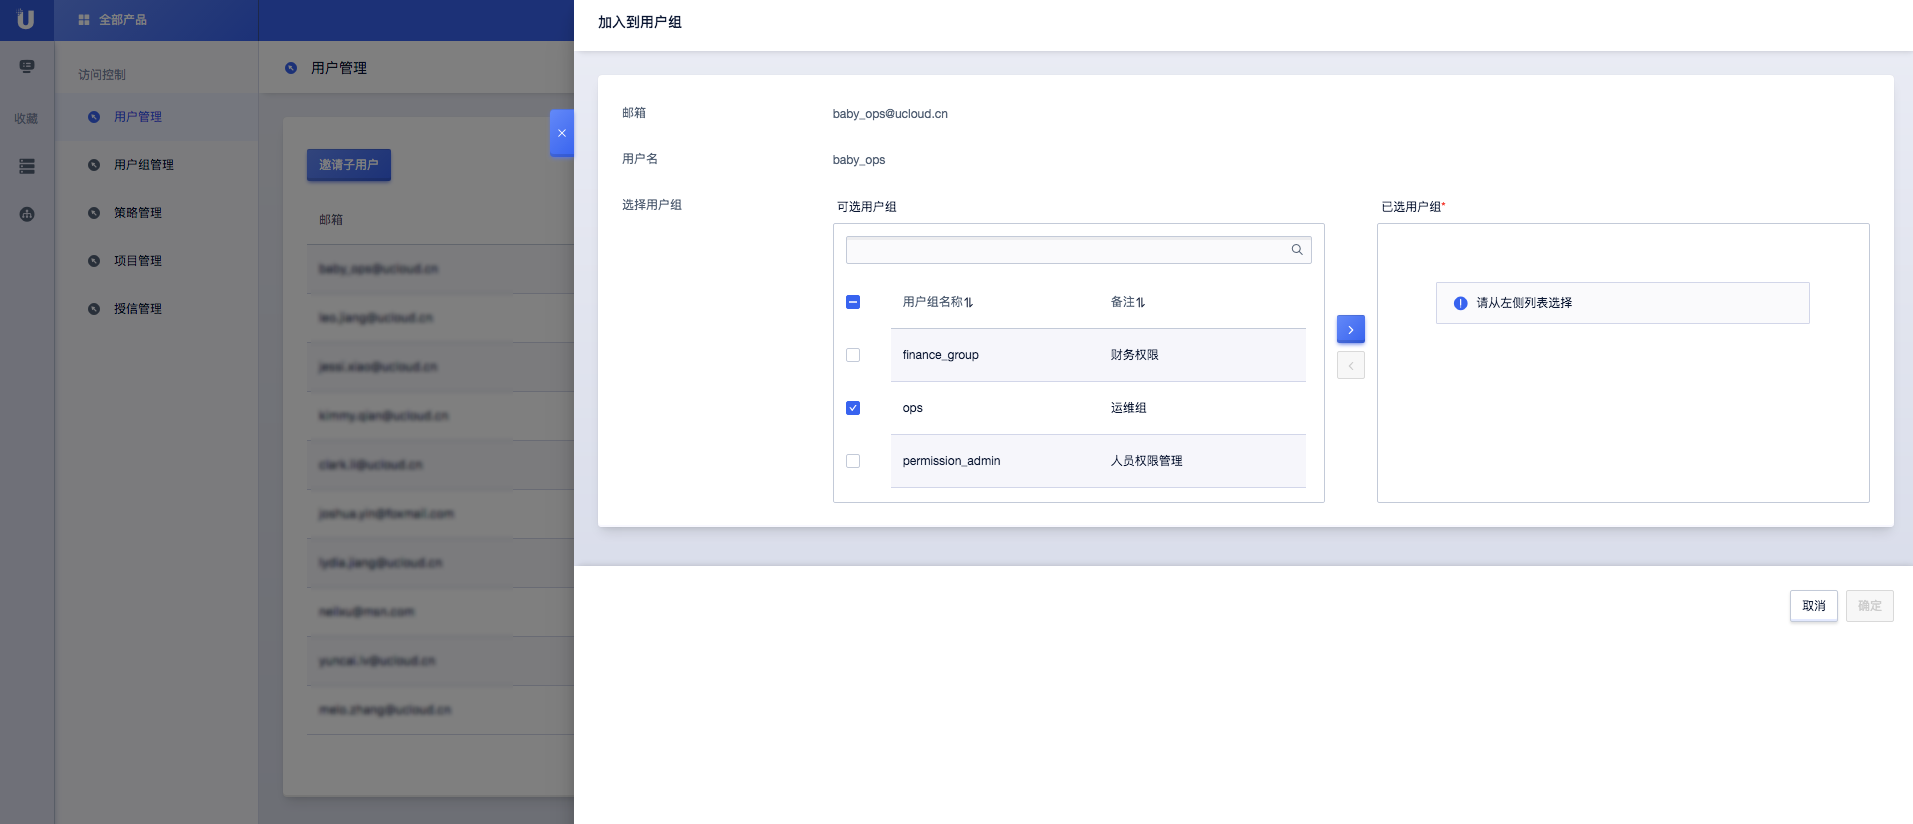 全部产品
访问控制
收藏
用户管理
用户组管理
策略管理
项目管理
授信管理
用户管理
邀请子用户
邮箱
baby_ops@ucloud.cn
leo.jiang@ucloud.cn
jessi.xiao@ucloud.cn
kimmy.qian@ucloud.cn
clark.li@ucloud.cn
joshua.yin@foxmail.com
lydia.jiang@ucloud.cn
neilxu@msn.com
yuncai.lv@ucloud.cn
melo.zhang@ucloud.cn
加入到用户组
邮箱 baby_ops@ucloud.cn
用户名 baby_ops
选择用户组
可选用户组
用户组名称 备注
finance_group 财务权限
ops 运维组
permission_admin 人员权限管理
已选用户组*
请从左侧列表选择
取消 确定